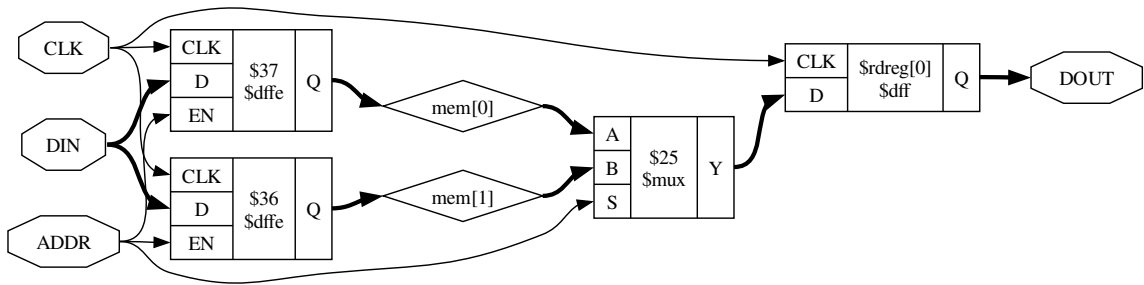 CLK
DIN
ADDR
CLK
D
EN
$37
$dffe
Q
CLK
D
EN
$36
$dffe
Q
mem[0]
mem[1]
A
B
S
$25
$mux
Y
CLK
D
$rdreg[0]
$dff
Q
DOUT